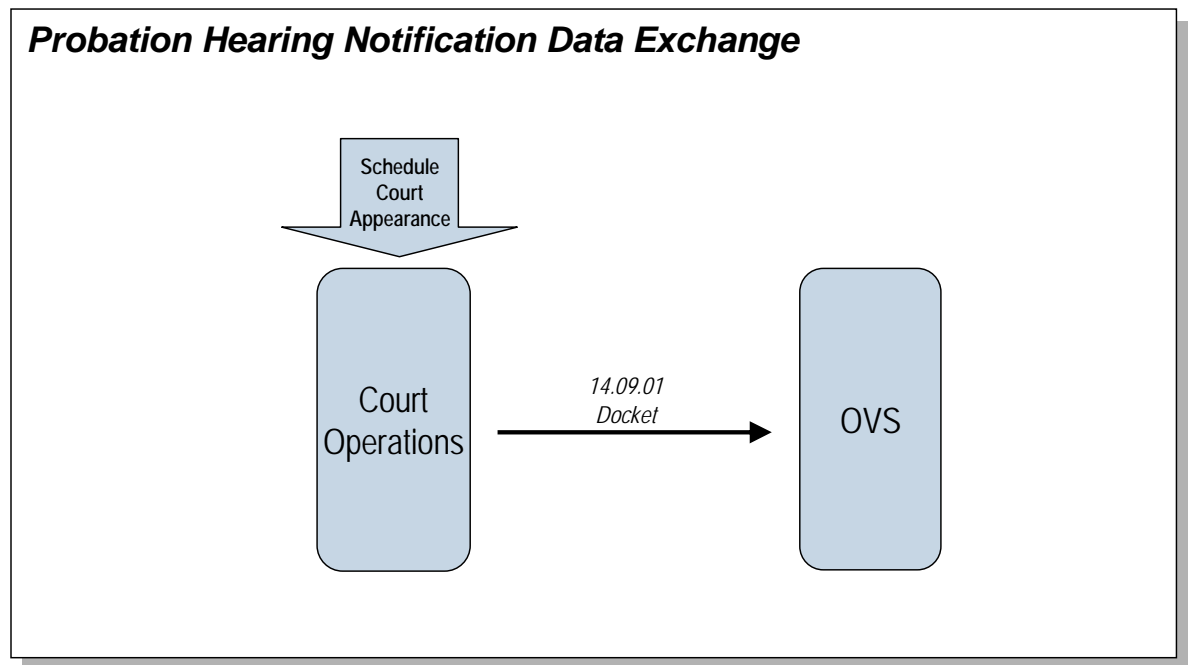 Probation Hearing Notification Data Exchange
Schedule
Court
Appearance
Court
Operations
14.09.01
Docket
OVS